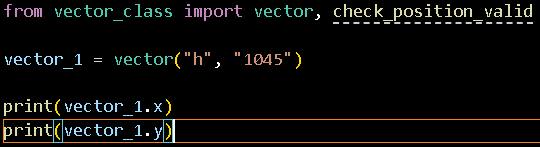 from vector_class import vector, check_position_valid
vector_1 = vector("h", "1045")
print(vector_1.x)
print(vector_1.y)